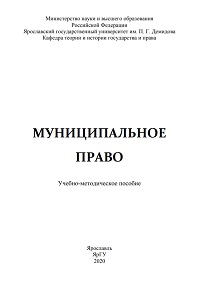 Министерство науки и высшего образования
Российской Федерации
Ярославский государственный университет им. П. Г. Демидова
Кафедра теории и истории государства и права
МУНИЦИПАЛЬНОЕ
ПРАВО
Учебно-методическое пособие
Ярославль
ЯрГУ
2020